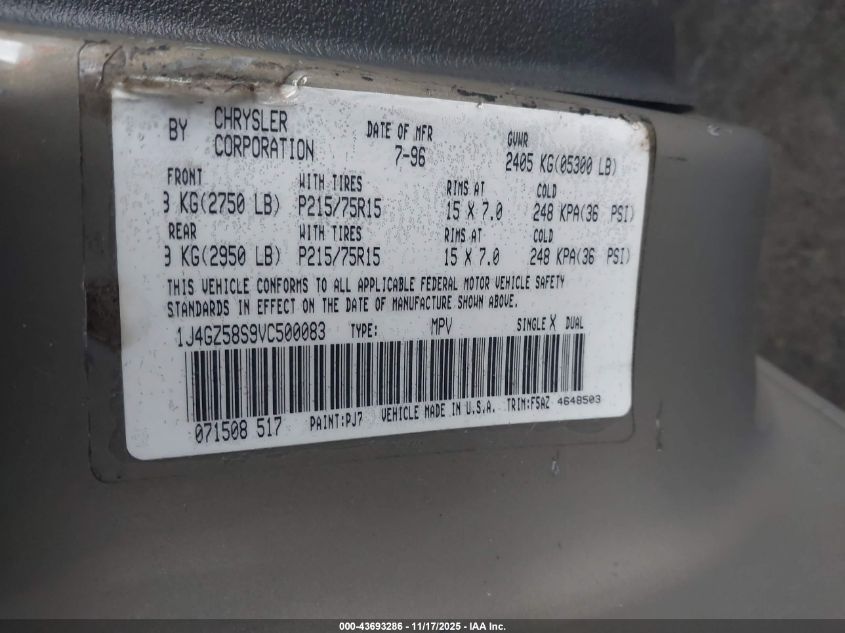 BY CHRYSLER CORPORATION DATE OF MFR 7-96 GVWR 2405 KG(05300 LB)
FRONT WITH TIRES RIMS AT COLD
KG(2750 LB) P215/75R15 15 X 7.0 248 KPA(36 PSI)
REAR WITH TIRES RIMS AT COLD
KG(2950 LB) P215/75R15 15 X 7.0 248 KPA(36 PSI)
THIS VEHICLE CONFORMS TO ALL APPLICABLE FEDERAL MOTOR VEHICLE SAFETY
STANDARDS IN EFFECT ON THE DATE OF MANUFACTURE SHOWN ABOVE.
1J4GZ58S9VC500083 TYPE: MPV SINGLE X DUAL
071508 517 PAINT:PJ7 VEHICLE MADE IN U.S.A. TRIM:F5AZ 4648503
000-43693286 - 11/17/2025 - IAA Inc.